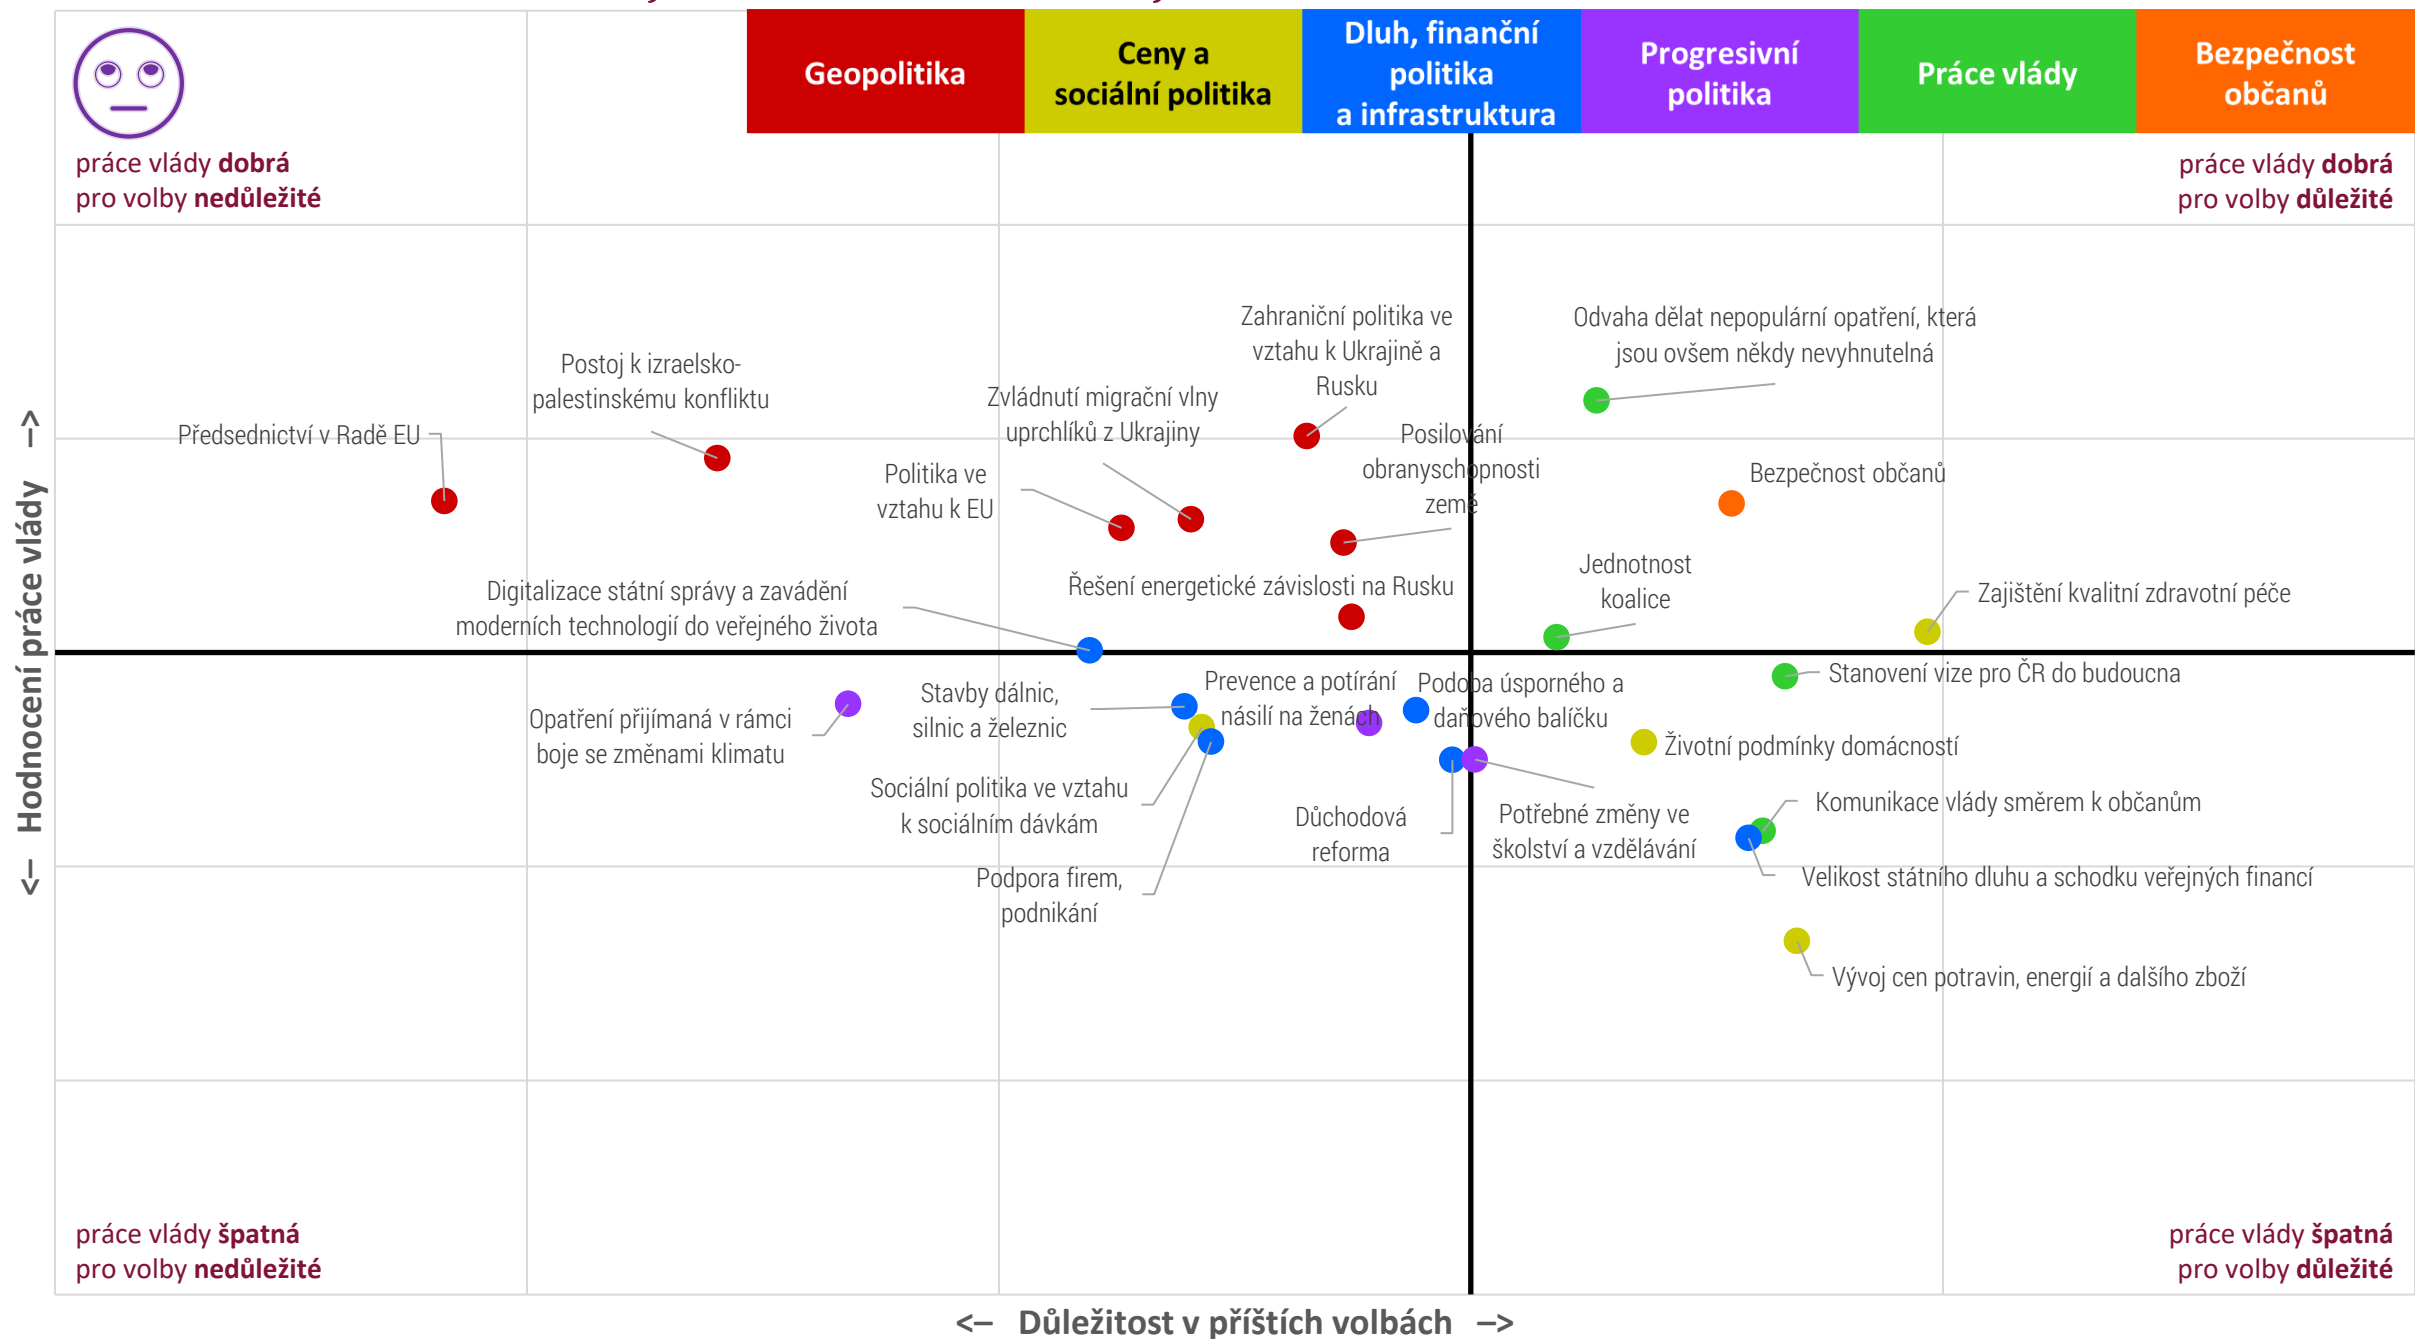 Geopolitika
Ceny a
sociální politika
Dluh, finanční
politika
a infrastruktura
Progresivní
politika
Práce vlády
Bezpečnost
občanů
práce vlády dobrá
pro volby nedůležité
práce vlády dobrá
pro volby důležité
Zahraniční politika ve
vztahu k Ukrajině a
Rusku
Odvaha dělat nepopulární opatření, která
jsou ovšem někdy nevyhnutelná
Postoj k izraelsko-
palestinskému konfliktu
Zvládnutí migrační vlny
uprchlíků z Ukrajiny
Předsednictví v Radě EU
Posilování
obranyschopnosti
země
Politika ve
vztahu k EU
Bezpečnost občanů
Řešení energetické závislosti na Rusku
Jednotnost
koalice
Digitalizace státní správy a zavádění
moderních technologií do veřejného života
Zajištění kvalitní zdravotní péče
Stanovení vize pro ČR do budoucna
Opatření přijímaná v rámci
boje se změnami klimatu
Stavby dálnic,
silnic a železnic
Prevence a potírání
násilí na ženách
Podoba úsporného a
daňového balíčku
Životní podmínky domácností
Sociální politika ve vztahu
k sociálním dávkám
Důchodová
reforma
Potřebné změny ve
školství a vzdělávání
Komunikace vlády směrem k občanům
Podpora firem,
podnikání
Velikost státního dluhu a schodku veřejných financí
Vývoj cen potravin, energií a dalšího zboží
práce vlády špatná
pro volby nedůležité
práce vlády špatná
pro volby důležité
<– Hodnocení práce vlády –>
<– Důležitost v příštích volbách –>